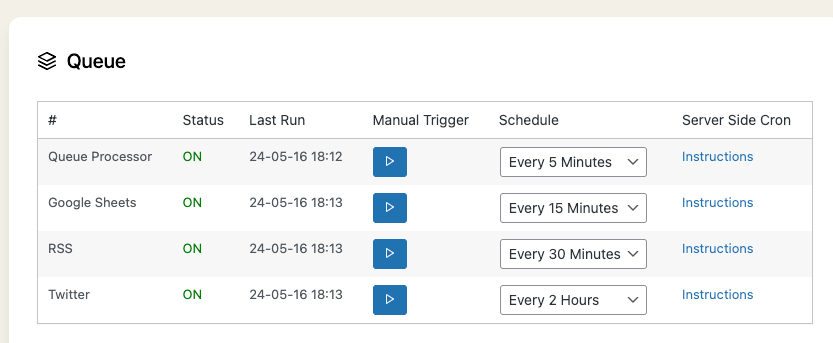 Queue
# Status Last Run Manual Trigger Schedule Server Side Cron
Queue Processor ON 24-05-16 18:12 Every 5 Minutes Instructions
Google Sheets ON 24-05-16 18:13 Every 15 Minutes Instructions
RSS ON 24-05-16 18:13 Every 30 Minutes Instructions
Twitter ON 24-05-16 18:13 Every 2 Hours Instructions